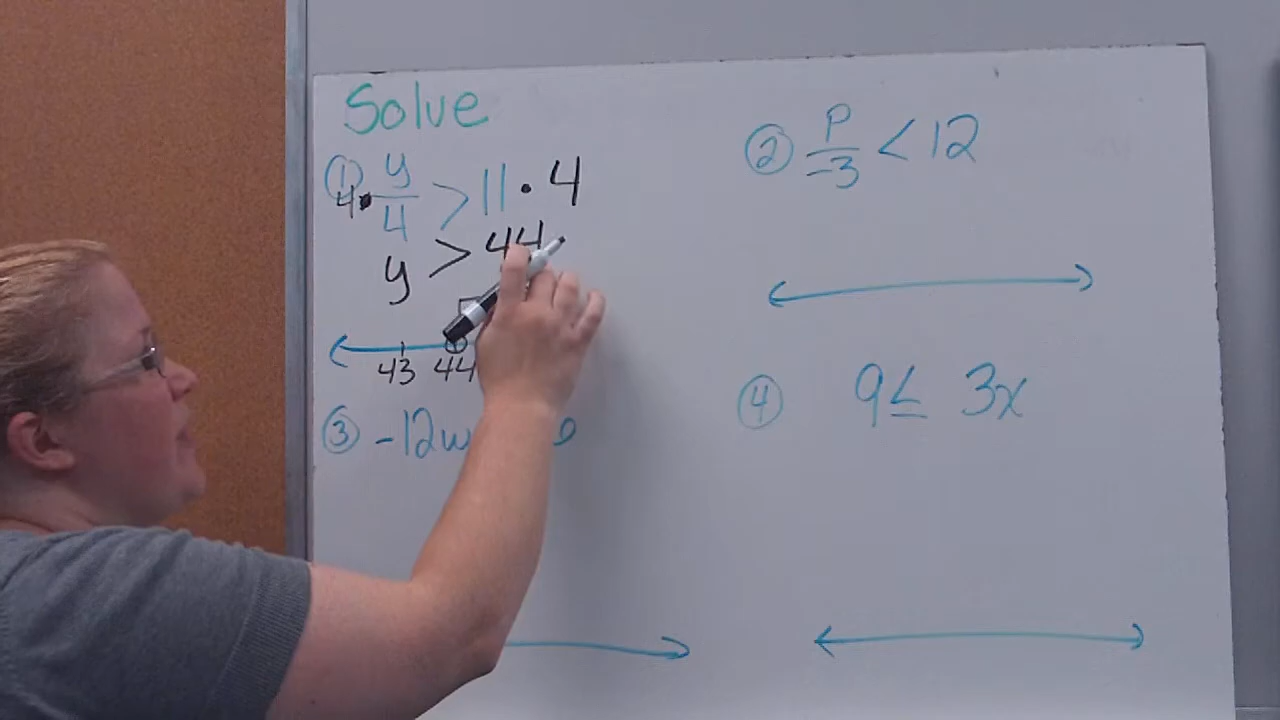 Solve
① 4 • y/4 > 11 • 4
y > 44
43 44
② p/-3 < 12
③ -12w
④ 9 ≤ 3x